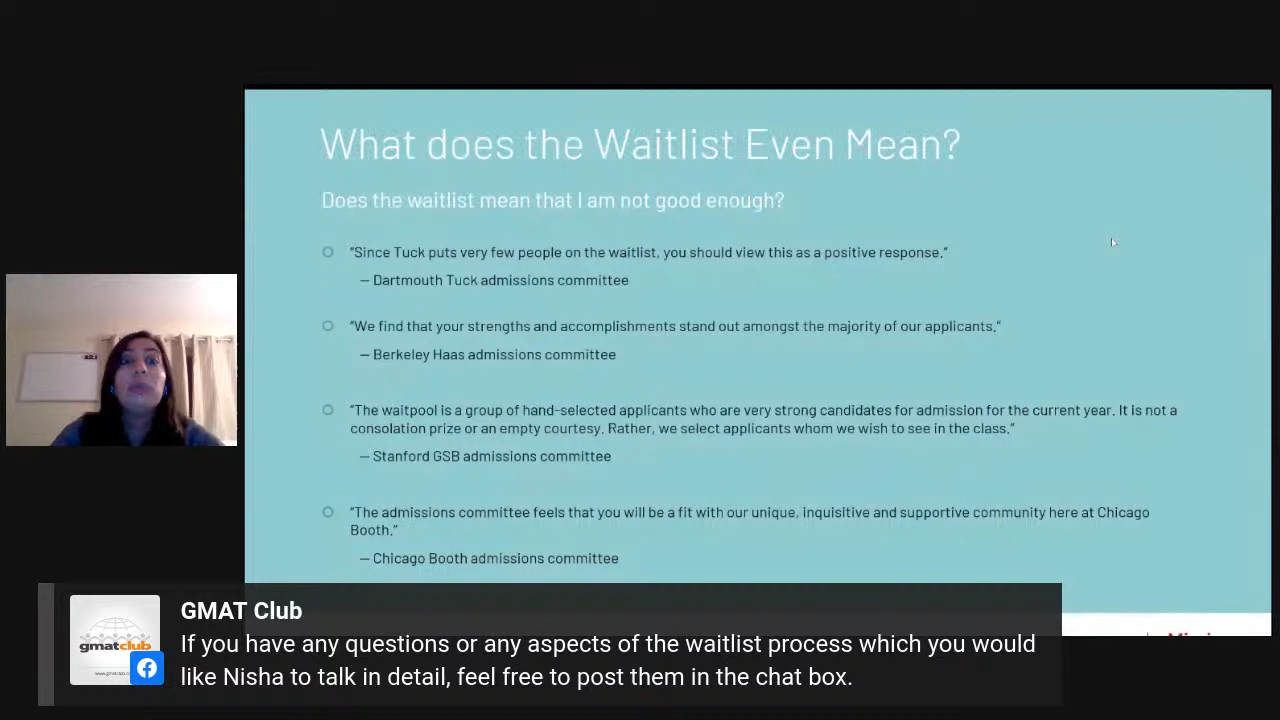 What does the Waitlist Even Mean?
Does the waitlist mean that I am not good enough?
“Since Tuck puts very few people on the waitlist, you should view this as a positive response.”
— Dartmouth Tuck admissions committee
“We find that your strengths and accomplishments stand out amongst the majority of our applicants.”
— Berkeley Haas admissions committee
“The waitpool is a group of hand-selected applicants who are very strong candidates for admission for the current year. It is not a
consolation prize or an empty courtesy. Rather, we select applicants whom we wish to see in the class.”
— Stanford GSB admissions committee
“The admissions committee feels that you will be a fit with our unique, inquisitive and supportive community here at Chicago
Booth.”
— Chicago Booth admissions committee
GMAT Club
gmatclub
If you have any questions or any aspects of the waitlist process which you would
like Nisha to talk in detail, feel free to post them in the chat box.